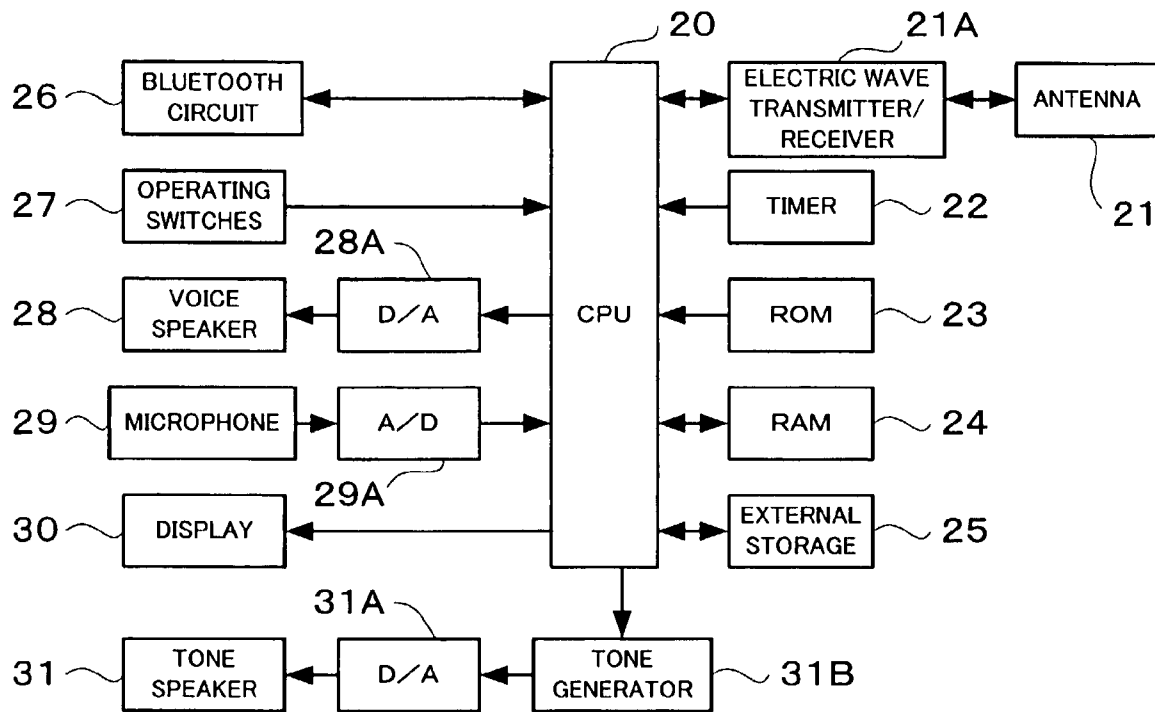 20
21A
26
BLUETOOTH
CIRCUIT
ELECTRIC WAVE
TRANSMITTER/
RECEIVER
ANTENNA
27
OPERATING
SWITCHES
TIMER
22
21
28A
28
VOICE
SPEAKER
D/A
CPU
ROM
23
29
MICROPHONE
A/D
RAM
24
29A
30
DISPLAY
EXTERNAL
STORAGE
25
31A
31
TONE
SPEAKER
D/A
TONE
GENERATOR
31B